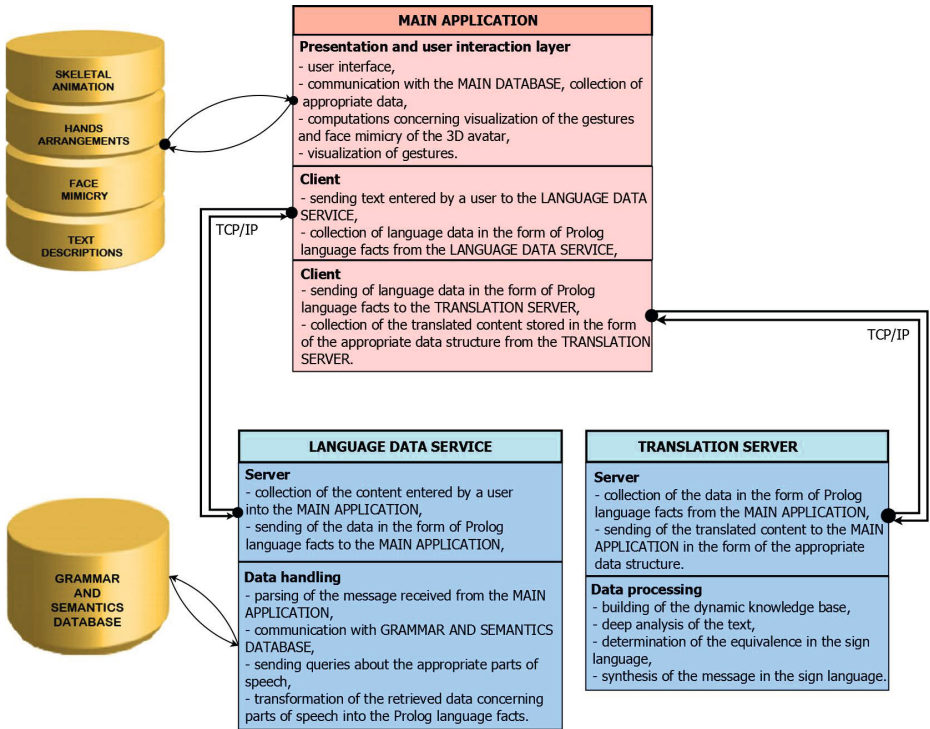 MAIN APPLICATION
Presentation and user interaction layer
- user interface,
- communication with the MAIN DATABASE, collection of
appropriate data,
- computations concerning visualization of the gestures
and face mimicry of the 3D avatar,
- visualization of gestures.
Client
- sending text entered by a user to the LANGUAGE DATA
SERVICE,
- collection of language data in the form of Prolog
language facts from the LANGUAGE DATA SERVICE,
Client
- sending of language data in the form of Prolog
language facts to the TRANSLATION SERVER,
- collection of the translated content stored in the form
of the appropriate data structure from the TRANSLATION
SERVER.
SKELETAL
ANIMATION
HANDS
ARRANGEMENTS
FACE
MIMICRY
TEXT
DESCRIPTIONS
TCP/IP
TCP/IP
LANGUAGE DATA SERVICE
Server
- collection of the content entered by a user
into the MAIN APPLICATION,
- sending of the data in the form of Prolog
language facts to the MAIN APPLICATION,
Data handling
- parsing of the message received from the MAIN
APPLICATION,
- communication with GRAMMAR AND SEMANTICS
DATABASE,
- sending queries about the appropriate parts of
speech,
- transformation of the retrieved data concerning
parts of speech into the Prolog language facts.
GRAMMAR
AND
SEMANTICS
DATABASE
TRANSLATION SERVER
Server
- collection of the data in the form of Prolog
language facts from the MAIN APPLICATION,
- sending of the translated content to the MAIN
APPLICATION in the form of the appropriate
data structure.
Data processing
- building of the dynamic knowledge base,
- deep analysis of the text,
- determination of the equivalence in the sign
language,
- synthesis of the message in the sign language.